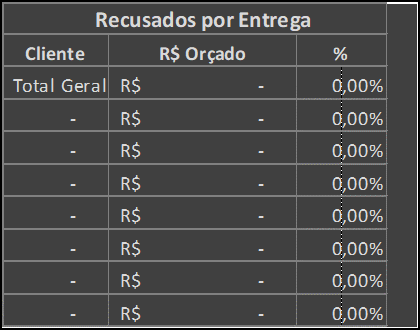 Recusados por Entrega
Cliente R$ Orçado %
Total Geral R$ - 0,00%
- R$ - 0,00%
- R$ - 0,00%
- R$ - 0,00%
- R$ - 0,00%
- R$ - 0,00%
- R$ - 0,00%
- R$ - 0,00%